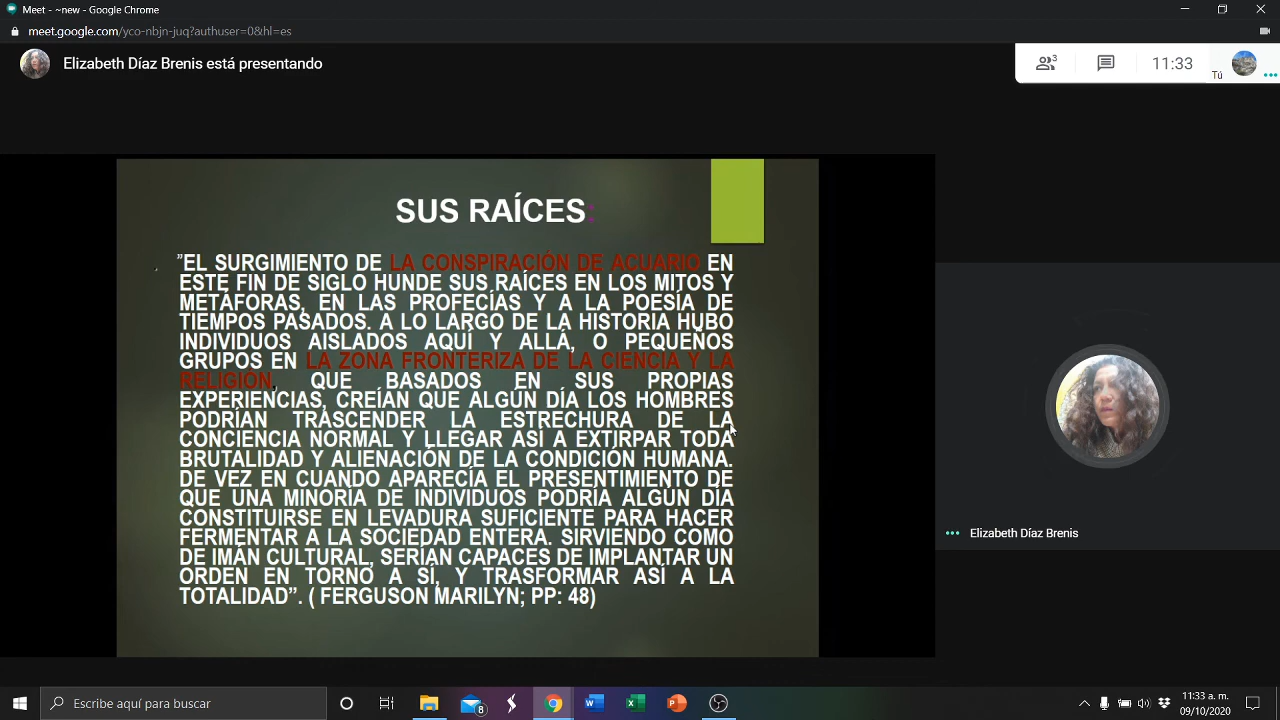 Meet - ~new - Google Chrome
meet.google.com/yco-nbjn-juq?authuser=0&hl=es
Elizabeth Díaz Brenis está presentando
3
11:33
Tú
SUS RAÍCES:
"EL SURGIMIENTO DE LA CONSPIRACIÓN DE ACUARIO EN
ESTE FIN DE SIGLO HUNDE SUS RAÍCES EN LOS MITOS Y
METÁFORAS, EN LAS PROFECÍAS Y A LA POESÍA DE
TIEMPOS PASADOS. A LO LARGO DE LA HISTORIA HUBO
INDIVIDUOS AISLADOS AQUÍ Y ALLÁ, O PEQUEÑOS
GRUPOS EN LA ZONA FRONTERIZA DE LA CIENCIA Y LA
RELIGIÓN, QUE BASADOS EN SUS PROPIAS
EXPERIENCIAS, CREÍAN QUE ALGÚN DÍA LOS HOMBRES
PODRÍAN TRASCENDER LA ESTRECHURA DE LA
CONCIENCIA NORMAL Y LLEGAR ASÍ A EXTIRPAR TODA
BRUTALIDAD Y ALIENACIÓN DE LA CONDICIÓN HUMANA.
DE VEZ EN CUANDO APARECÍA EL PRESENTIMIENTO DE
QUE UNA MINORÍA DE INDIVIDUOS PODRÍA ALGÚN DÍA
CONSTITUIRSE EN LEVADURA SUFICIENTE PARA HACER
FERMENTAR A LA SOCIEDAD ENTERA. SIRVIENDO COMO
DE IMÁN CULTURAL, SERÍAN CAPACES DE IMPLANTAR UN
ORDEN EN TORNO A SÍ, Y TRASFORMAR ASÍ A LA
TOTALIDAD”. ( FERGUSON MARILYN; PP: 48)
Elizabeth Díaz Brenis
Escribe aquí para buscar
8
11:33 a. m.
09/10/2020